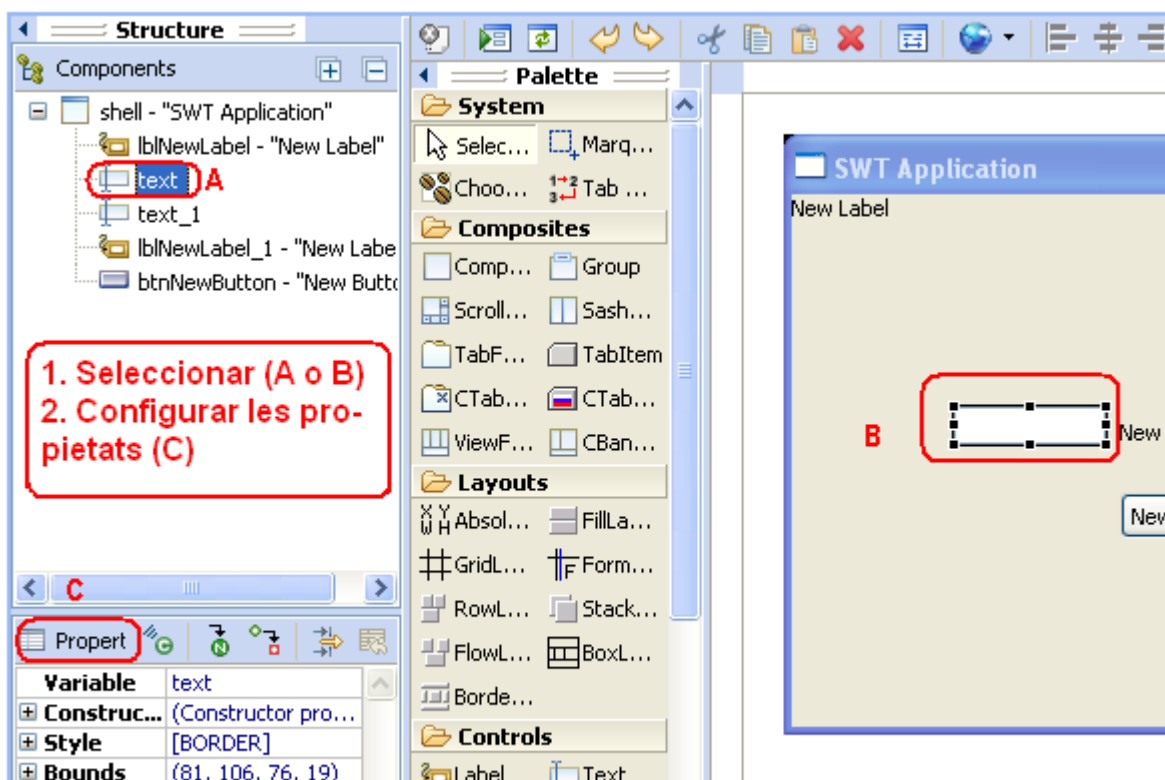 Structure
Components
shell - "SWT Application"
lblNewLabel - "New Label"
text A
text_1
lblNewLabel_1 - "New Labe
btnNewButton - "New Butt
1. Seleccionar (A o B)
2. Configurar les pro-
pietats (C)
C
Propert
Variable text
Construc... (Constructor pro...
Style [BORDER]
Bounds (81, 106, 76, 19)
Palette
System
Selec... Marq...
Choo... Tab ...
Composites
Comp... Group
Scroll... Sash...
TabF... TabItem
CTab... CTab...
ViewF... CBan...
Layouts
Absol... FillLa...
GridL... Form...
RowL... Stack...
FlowL... BoxL...
Borde...
Controls
Label Text
SWT Application
New Label
B
New
New